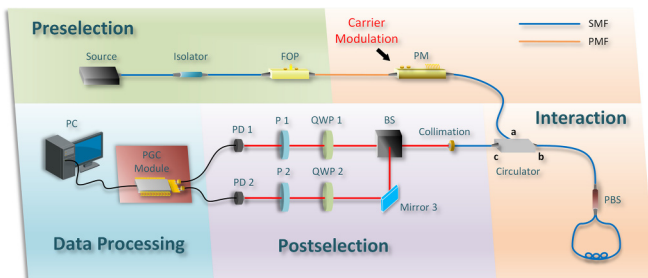 Preselection
Carrier
Modulation
SMF
PMF
Source
Isolator
FOP
PM
Interaction
PC
PGC
Module
PD 1
P 1
QWP 1
BS
Collimation
a
c
b
Circulator
PD 2
P 2
QWP 2
Mirror 3
PBS
Data Processing
Postselection